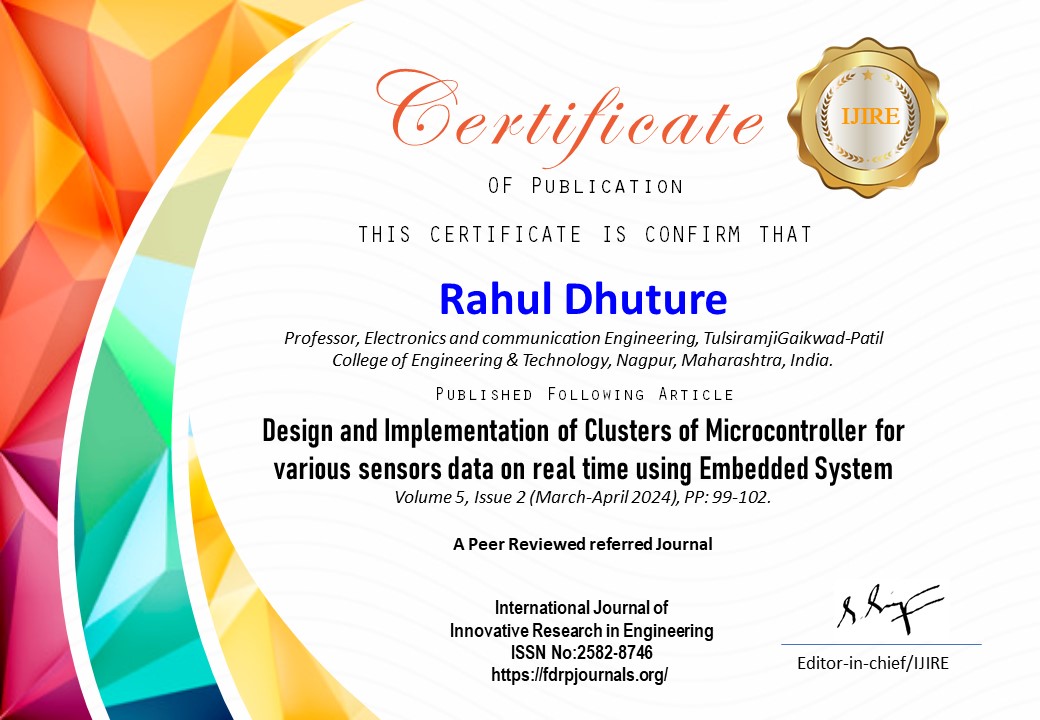 Certificate
IJIRE
OF PUBLICATION
THIS CERTIFICATE IS CONFIRM THAT
Rahul Dhuture
Professor, Electronics and communication Engineering, TulsiramjiGaikwad-Patil
College of Engineering & Technology, Nagpur, Maharashtra, India.
PUBLISHED FOLLOWING ARTICLE
Design and Implementation of Clusters of Microcontroller for
various sensors data on real time using Embedded System
Volume 5, Issue 2 (March-April 2024), PP: 99-102.
A Peer Reviewed referred Journal
International Journal of
Innovative Research in Engineering
ISSN No:2582-8746
https://fdrpjournals.org/
Editor-in-chief/IJIRE